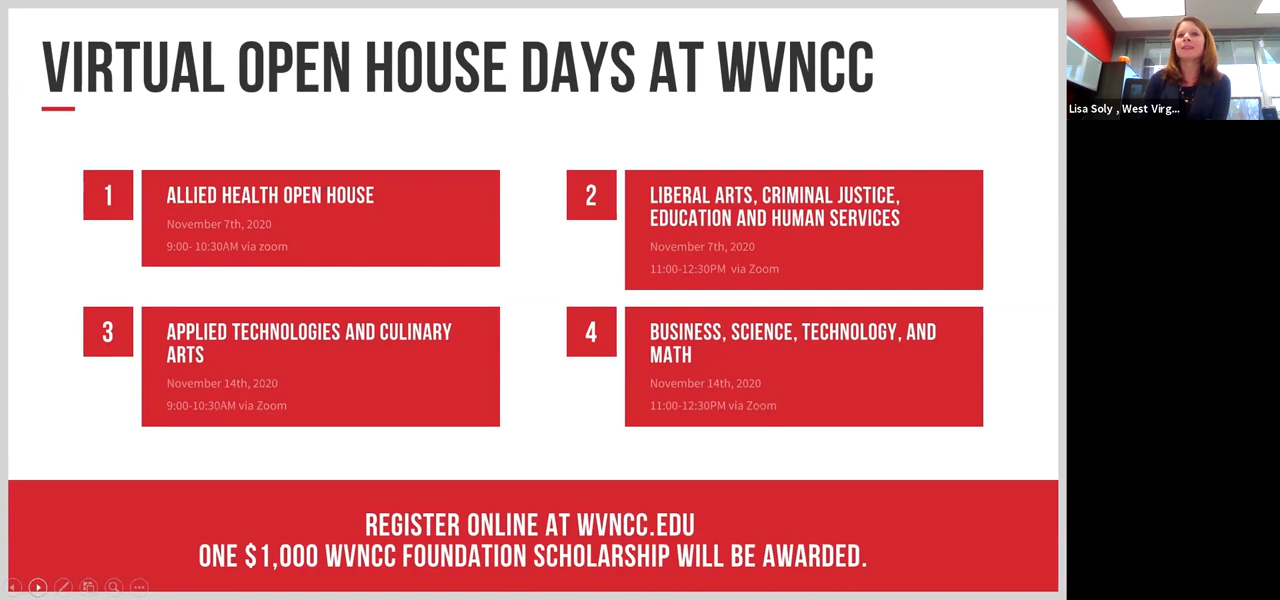 VIRTUAL OPEN HOUSE DAYS AT WVNCC
Lisa Soly , West Virg...
1
ALLIED HEALTH OPEN HOUSE
November 7th, 2020
9:00- 10:30AM via zoom
2
LIBERAL ARTS, CRIMINAL JUSTICE,
EDUCATION AND HUMAN SERVICES
November 7th, 2020
11:00-12:30PM via Zoom
3
APPLIED TECHNOLOGIES AND CULINARY
ARTS
November 14th, 2020
9:00-10:30AM via Zoom
4
BUSINESS, SCIENCE, TECHNOLOGY, AND
MATH
November 14th, 2020
11:00-12:30PM via Zoom
REGISTER ONLINE AT WVNCC.EDU
ONE $1,000 WVNCC FOUNDATION SCHOLARSHIP WILL BE AWARDED.